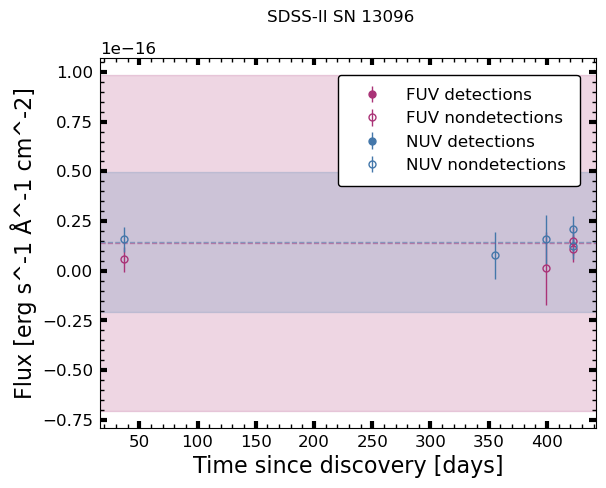 SDSS-II SN 13096
1e−16
1.00
0.75
0.50
0.25
0.00
−0.25
−0.50
−0.75
Flux [erg s^-1 Å^-1 cm^-2]
FUV detections
FUV nondetections
NUV detections
NUV nondetections
50 100 150 200 250 300 350 400
Time since discovery [days]